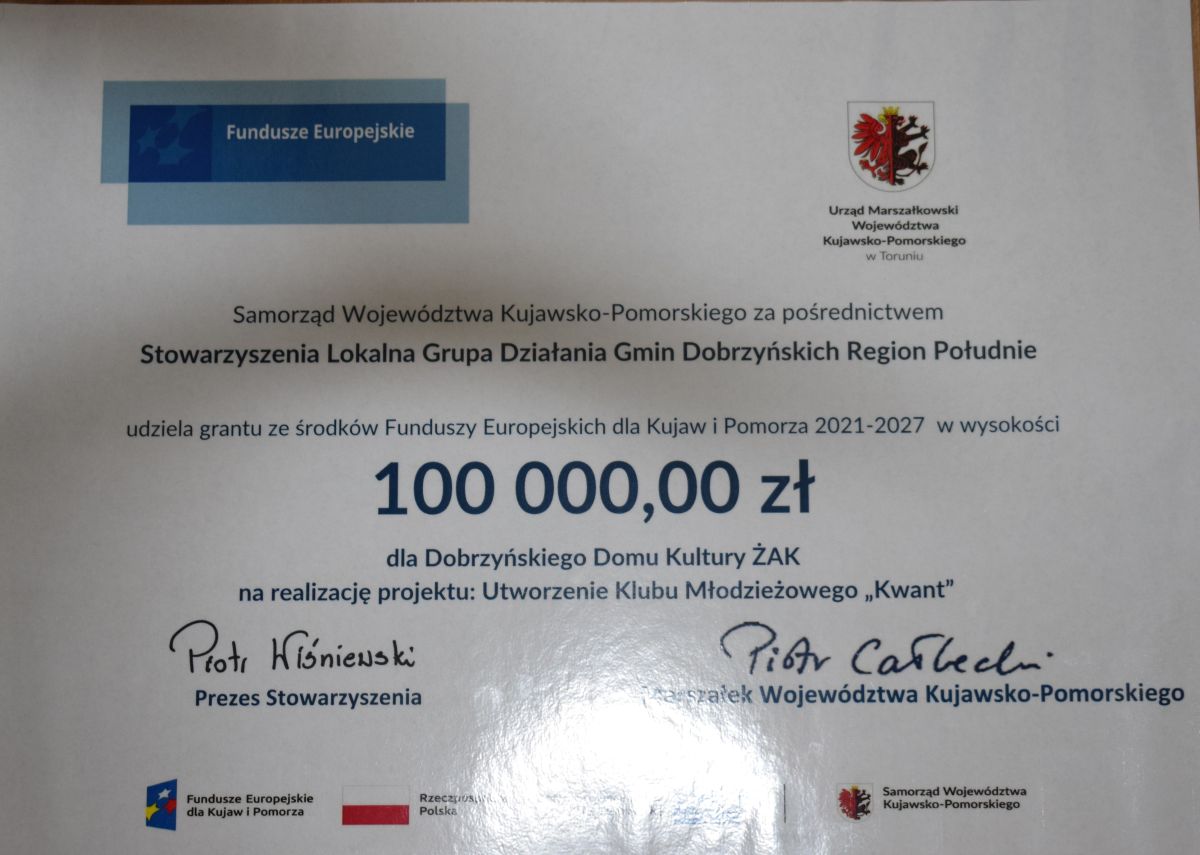 Fundusze Europejskie
Urząd Marszałkowski
Województwa
Kujawsko-Pomorskiego
w Toruniu
Samorząd Województwa Kujawsko-Pomorskiego za pośrednictwem
Stowarzyszenia Lokalna Grupa Działania Gmin Dobrzyńskich Region Południe
udziela grantu ze środków Funduszy Europejskich dla Kujaw i Pomorza 2021-2027 w wysokości
100 000,00 zł
dla Dobrzyńskiego Domu Kultury ŻAK
na realizację projektu: Utworzenie Klubu Młodzieżowego „Kwant”
Piotr Wiśniewski
Piotr Całbecki
Prezes Stowarzyszenia
Marszałek Województwa Kujawsko-Pomorskiego
Fundusze Europejskie
dla Kujaw i Pomorza
Polska
Samorząd Województwa
Kujawsko-Pomorskiego